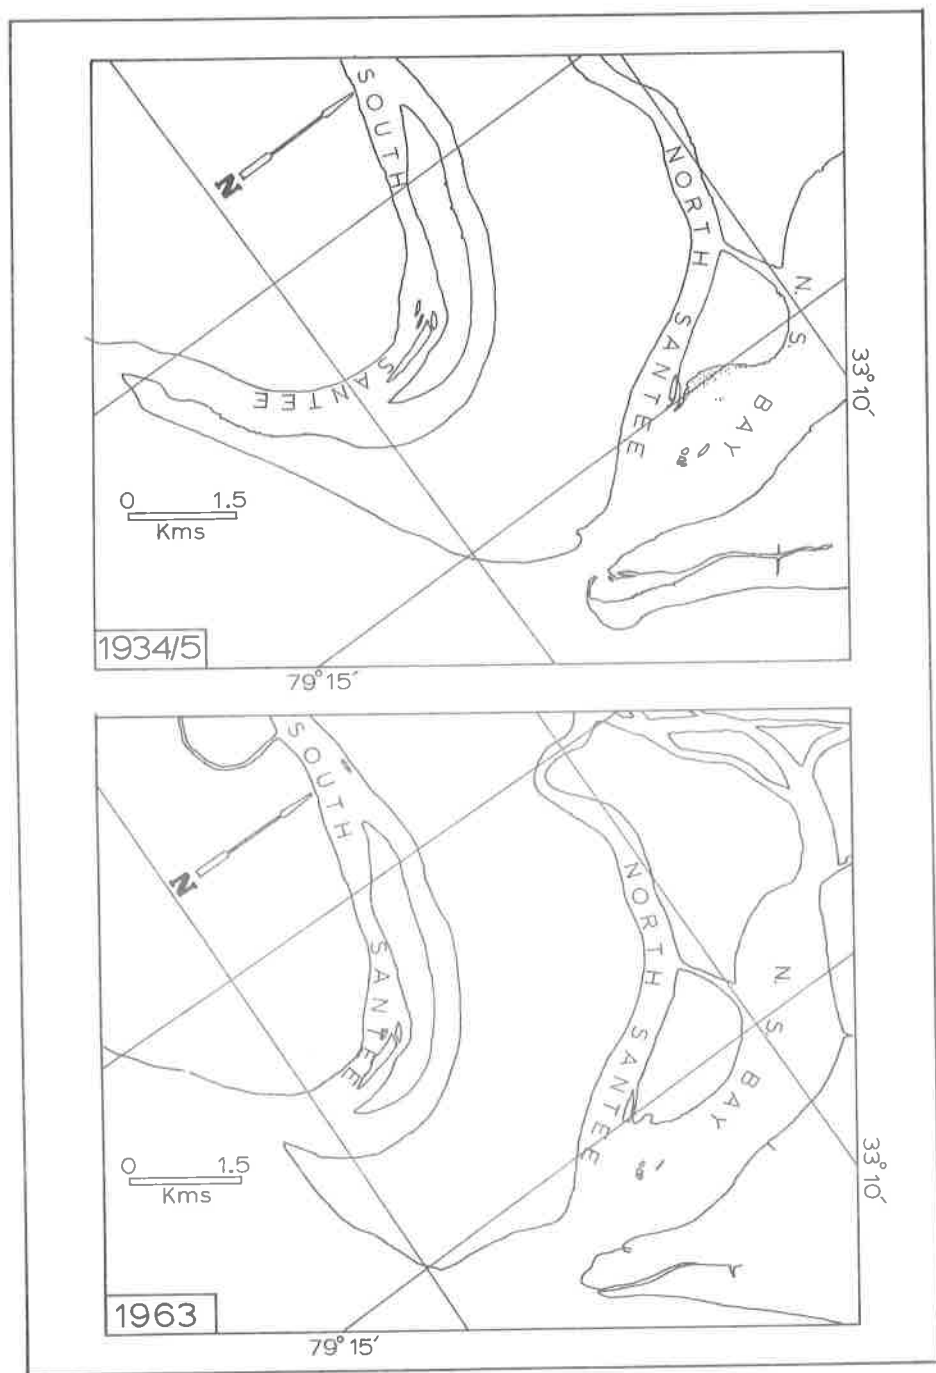 SOUTH
SANTEE
NORTH SANTEE
N. S.
BAY
N
33° 10′
0 1.5
Kms
1934/5
79° 15′
SOUTH
SANTEE
NORTH SANTEE
N. S.
BAY
N
33° 10′
0 1.5
Kms
1963
79° 15′